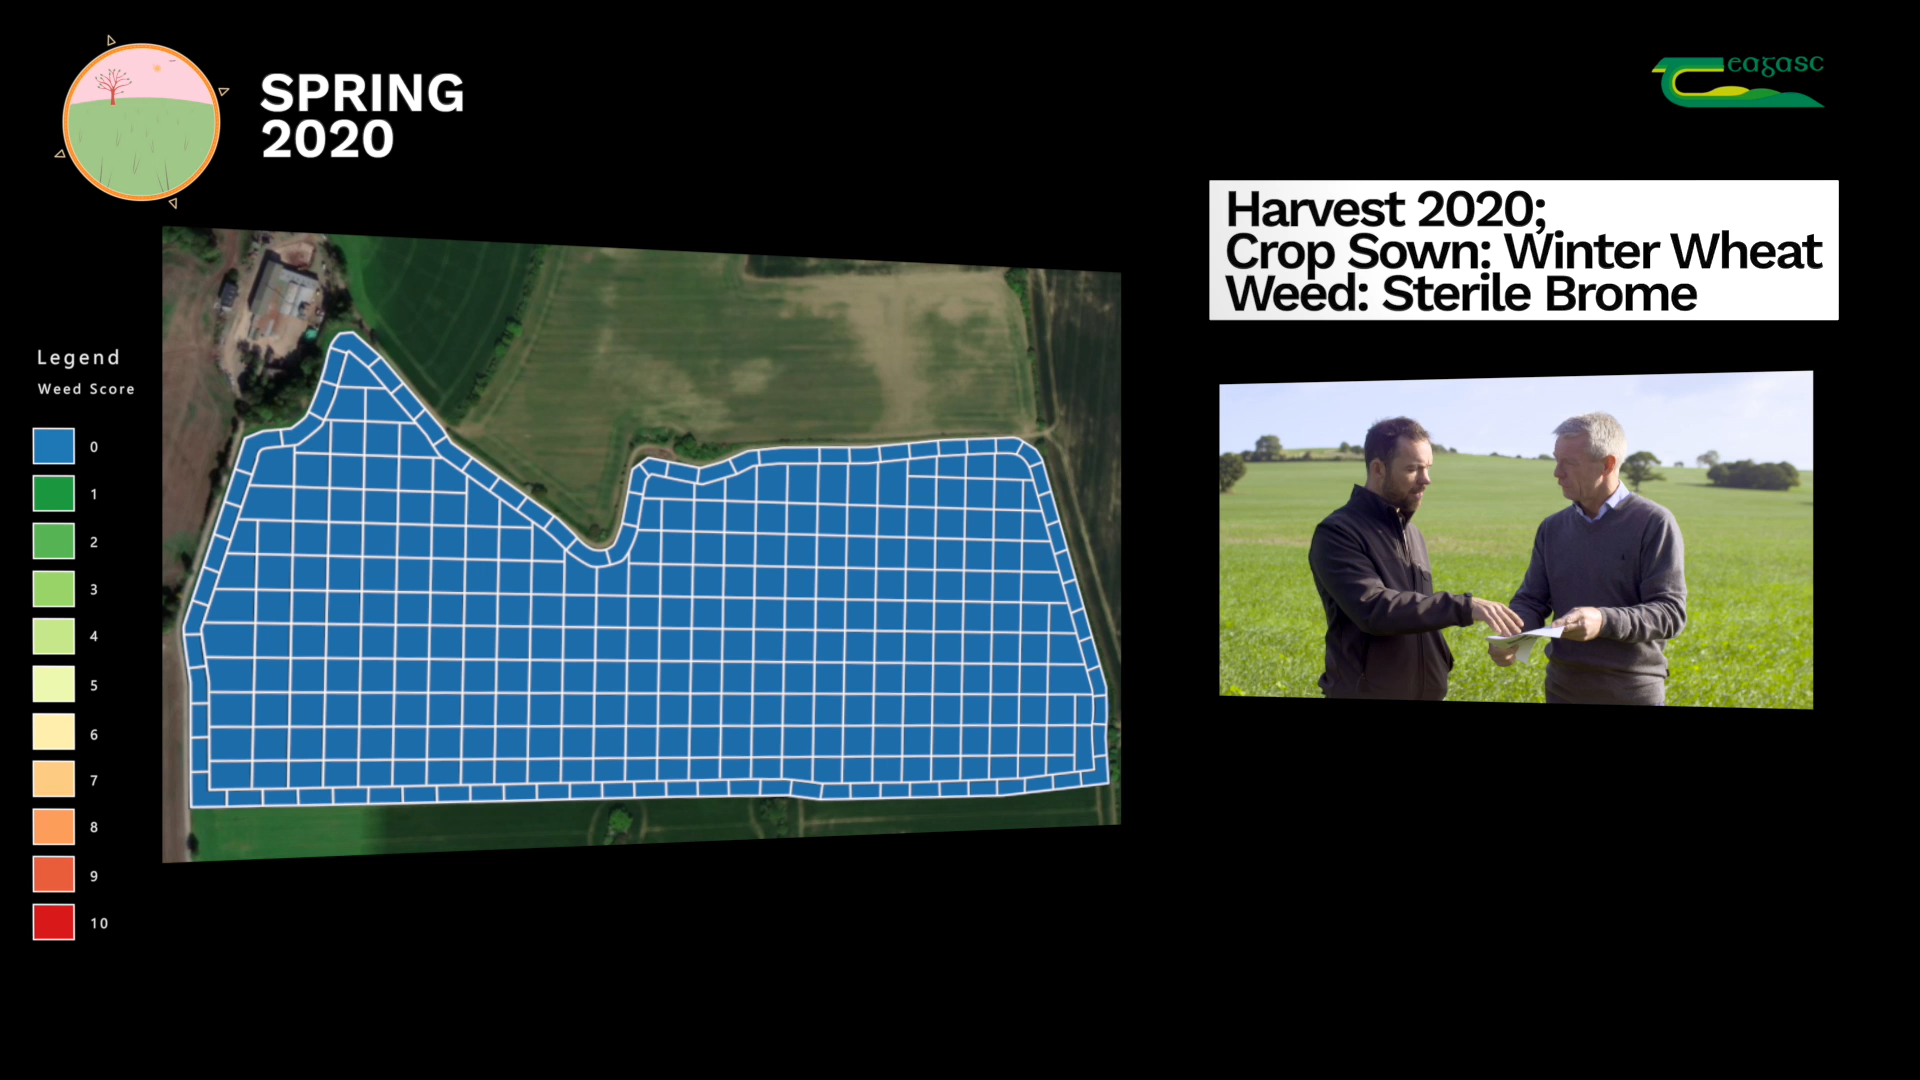 SPRING
2020
eagasc
Harvest 2020;
Crop Sown: Winter Wheat
Weed: Sterile Brome
Legend
Weed Score
0
1
2
3
4
5
6
7
8
9
10